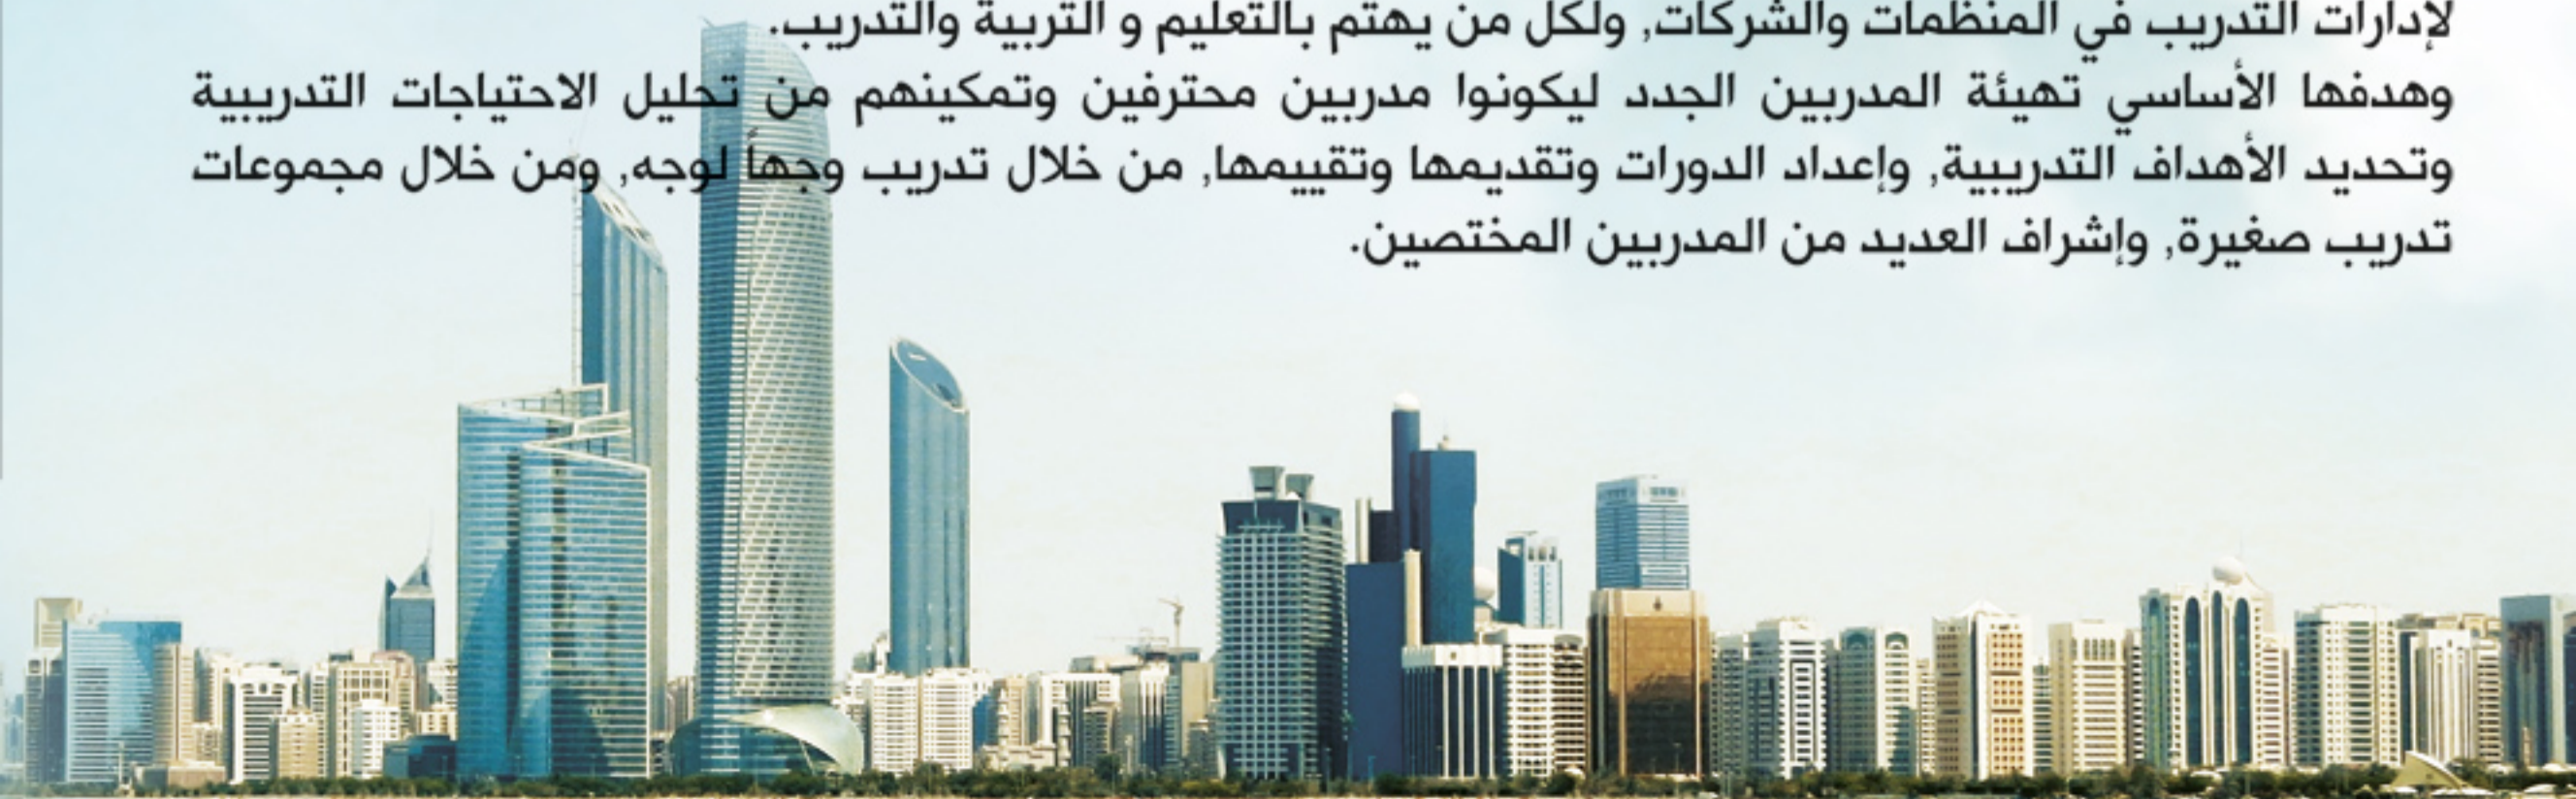 لإدارات التدريب في المنظمات والشركات, ولكل من يهتم بالتعليم و التربية والتدريب.
وهدفها الأساسي تهيئة المدربين الجدد ليكونوا مدربين محترفين وتمكينهم من تحليل الاحتياجات التدريبية
وتحديد الأهداف التدريبية, وإعداد الدورات وتقديمها وتقييمها, من خلال تدريب وجهاً لوجه, ومن خلال مجموعات
تدريب صغيرة, وإشراف العديد من المدربين المختصين.